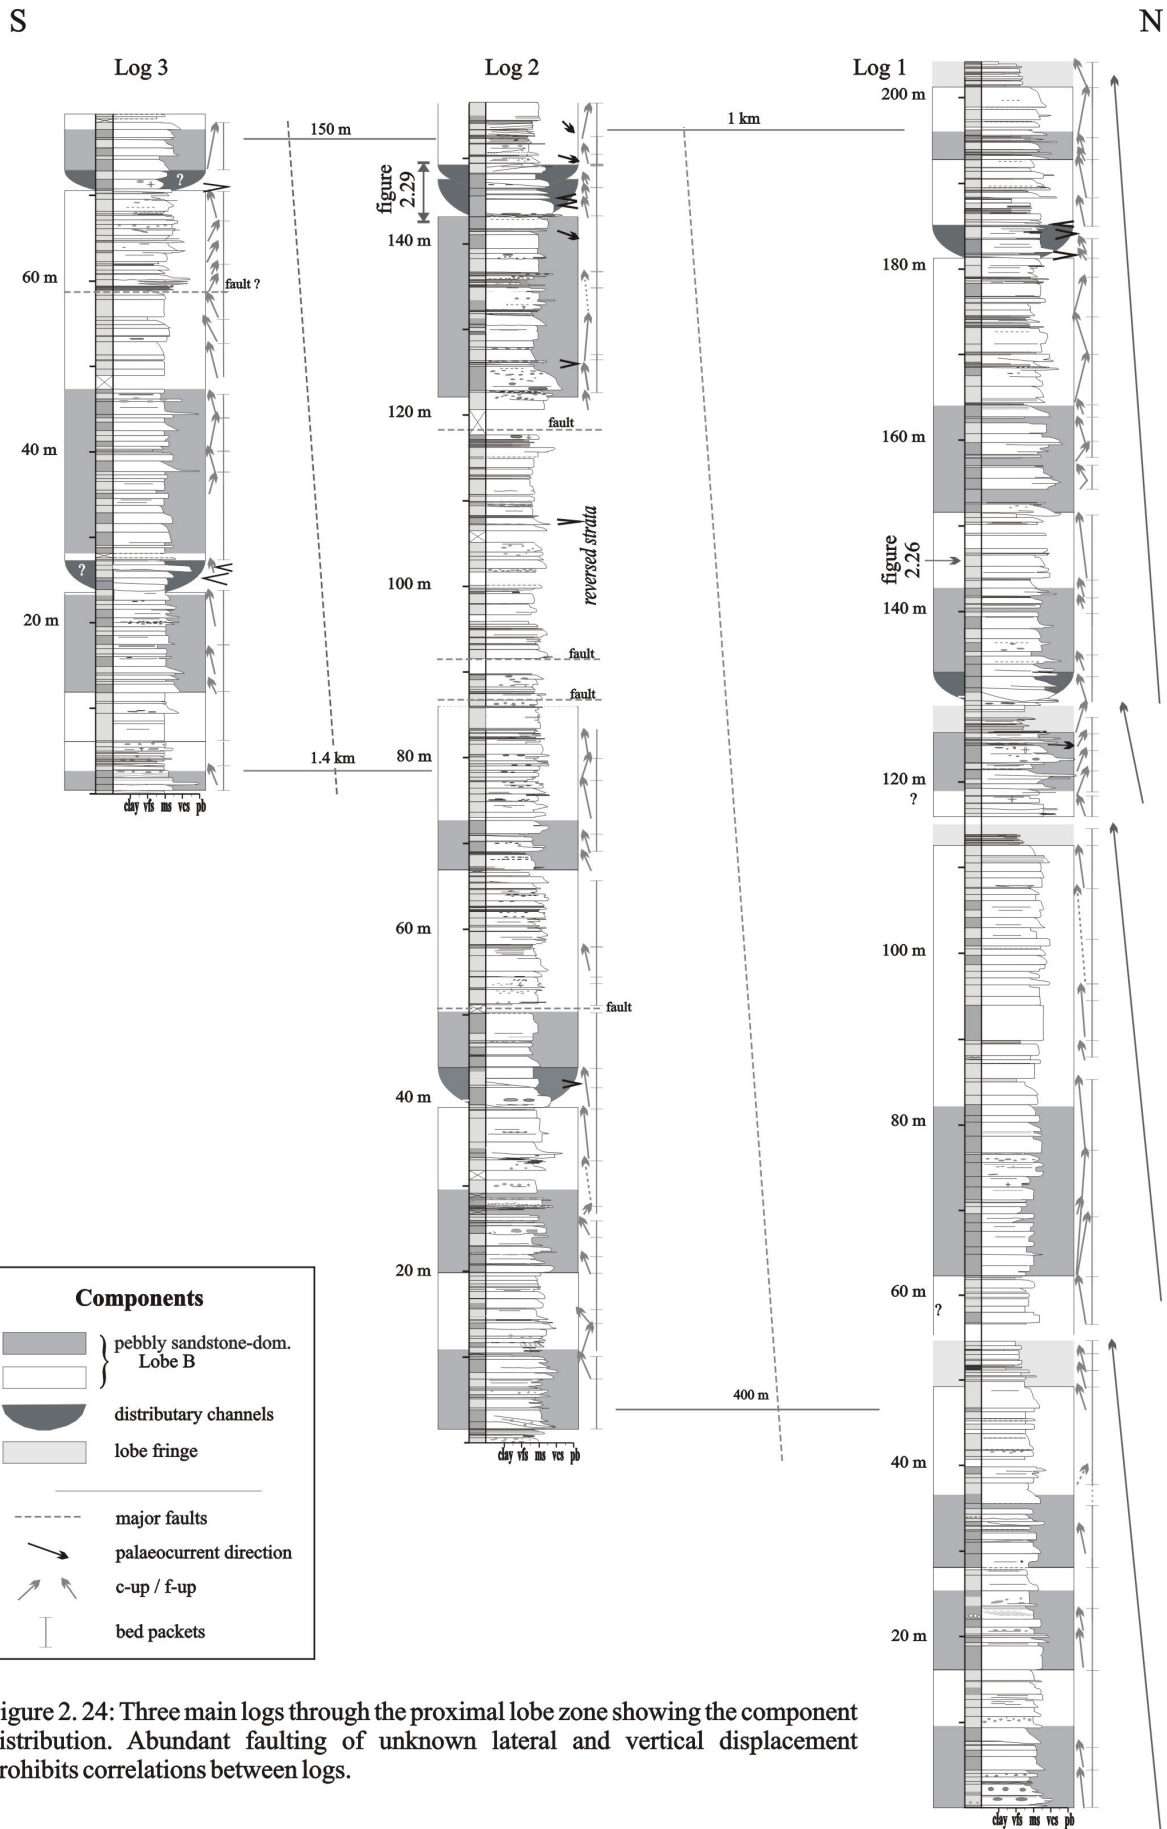 S
N
Log 3
Log 2
Log 1
150 m
1 km
200 m
figure
2.29
140 m
180 m
60 m
fault ?
?
120 m
fault
160 m
40 m
reversed strata
figure
2.26
?
100 m
140 m
20 m
fault
fault
80 m
1.4 km
120 m
?
clay vfs ms vcs pb
60 m
100 m
fault
40 m
80 m
20 m
60 m
?
400 m
clay vfs ms vcs pb
40 m
20 m
clay vfs ms vcs pb
Components
pebbly sandstone-dom.
Lobe B
distributary channels
lobe fringe
major faults
palaeocurrent direction
c-up / f-up
bed packets
igure 2. 24: Three main logs through the proximal lobe zone showing the component
istribution. Abundant faulting of unknown lateral and vertical displacement
rohibits correlations between logs.